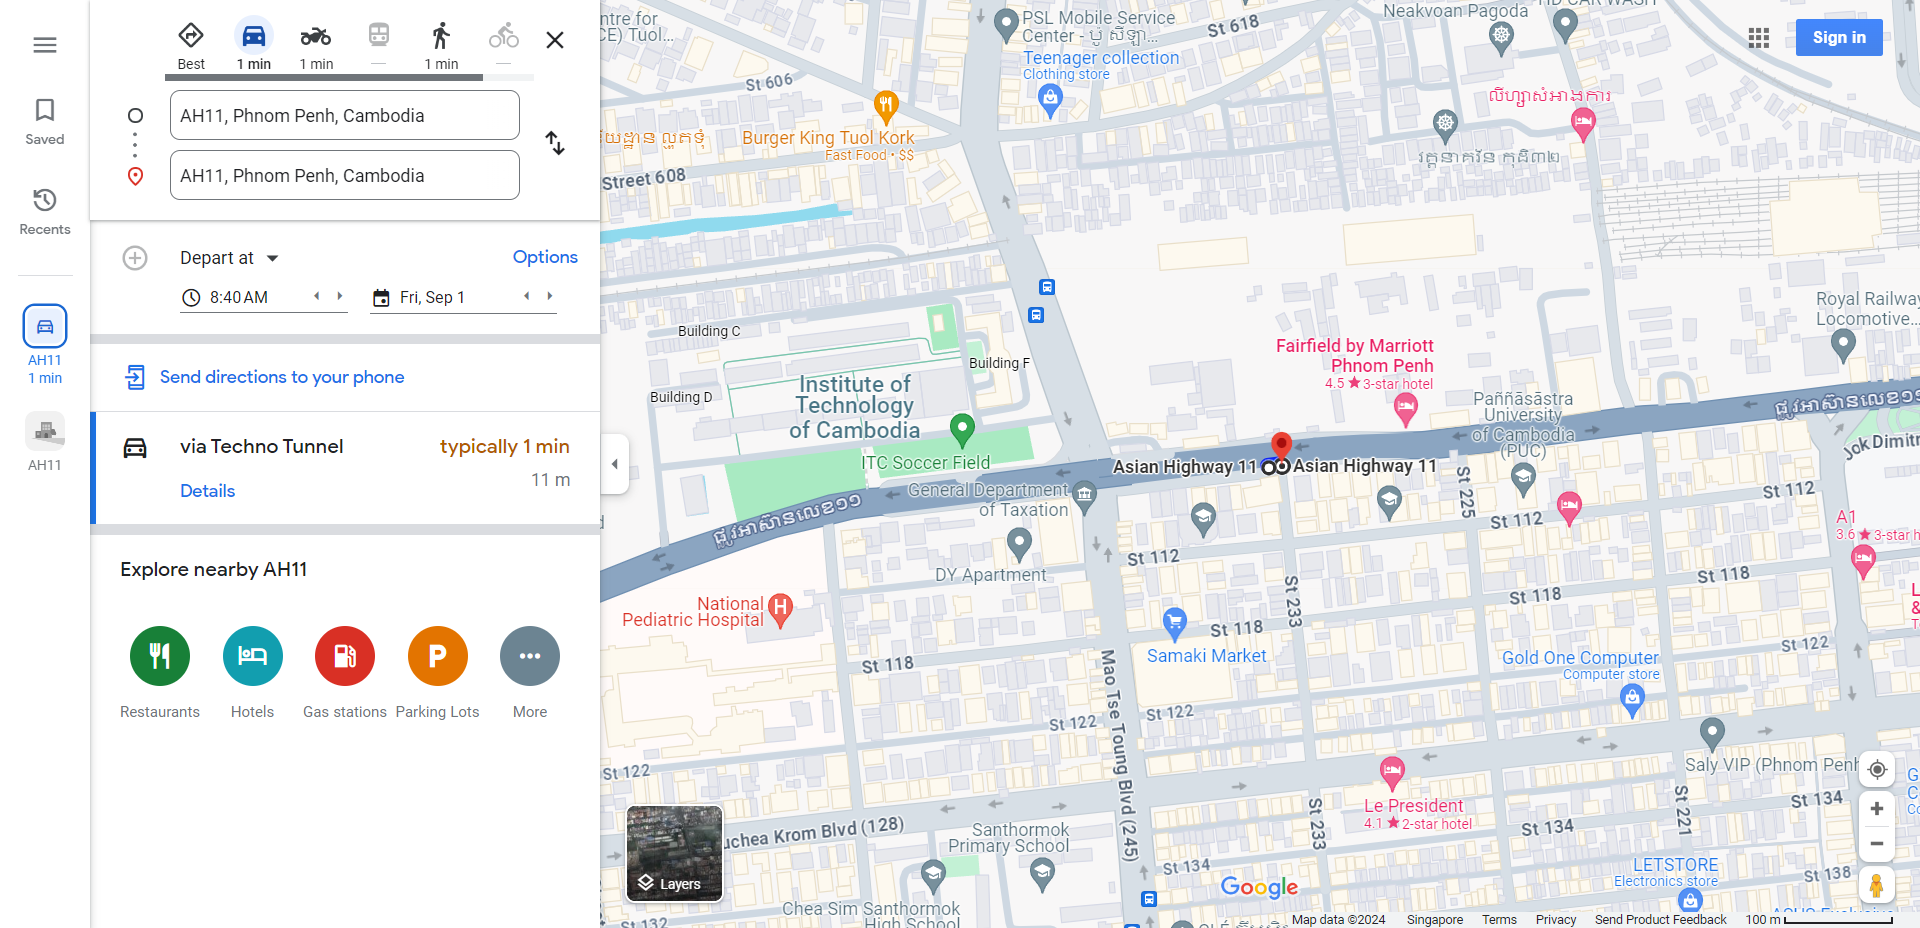 Best
1 min
1 min
—
1 min
—
AH11, Phnom Penh, Cambodia
AH11, Phnom Penh, Cambodia
Saved
Recents
AH11
1 min
AH11
Depart at
Options
8:40 AM
Fri, Sep 1
Send directions to your phone
via Techno Tunnel
typically 1 min
11 m
Details
Explore nearby AH11
Restaurants
Hotels
Gas stations
Parking Lots
More
Sign in
PSL Mobile Service
Teenager collection
Clothing store
St 618
Neakvoan Pagoda
St 606
Burger King Tuol Kork
Fast Food • $$
Street 608
Building C
Building F
Building D
Institute of
Technology
of Cambodia
ITC Soccer Field
Fairfield by Marriott
Phnom Penh
4.5 ★ 3-star hotel
Royal Railway
Locomotive...
Paññāsāstra
University
of Cambodia
(PUC)
Asian Highway 11
Asian Highway 11
ផ្លូវអាស៊ានលេខ១១
General Department
of Taxation
DY Apartment
National
Pediatric Hospital
St 112
St 112
St 112
St 225
St 233
A1
3.6 ★ 3-star h
St 118
St 118
St 118
St 118
Samaki Market
St 122
St 122
St 122
St 122
Gold One Computer
Computer store
Mao Tse Toung Blvd (245)
Saly VIP (Phnom Penh
Le President
4.1 ★ 2-star hotel
St 233
St 221
St 134
St 134
St 134
uchea Krom Blvd (128)
Santhormok
Primary School
LETSTORE
Electronics store
St 138
Chea Sim Santhormok
High School
St 132
Layers
Google
Map data ©2024
Singapore
Terms
Privacy
Send Product Feedback
100 m